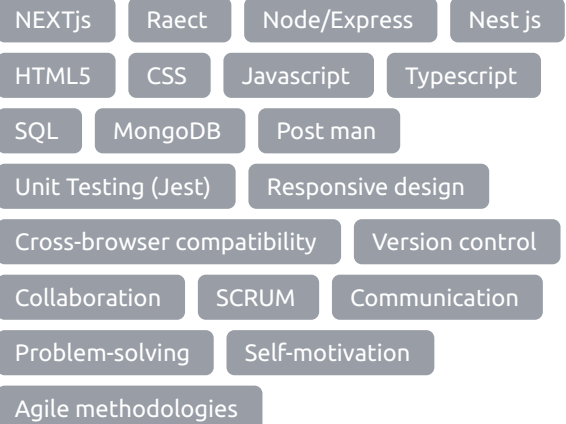 NEXTjs Raect Node/Express Nest js
HTML5 CSS Javascript Typescript
SQL MongoDB Post man
Unit Testing (Jest) Responsive design
Cross-browser compatibility Version control
Collaboration SCRUM Communication
Problem-solving Self-motivation
Agile methodologies